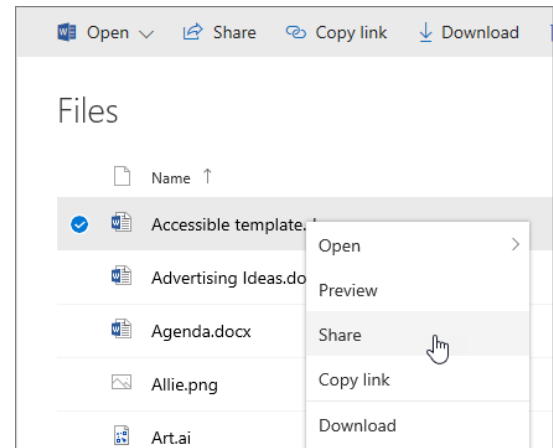 Open Share Copy link Download
Files
Name
Accessible template.
Open
Advertising Ideas.do
Preview
Agenda.docx
Share
Allie.png
Copy link
Art.ai
Download